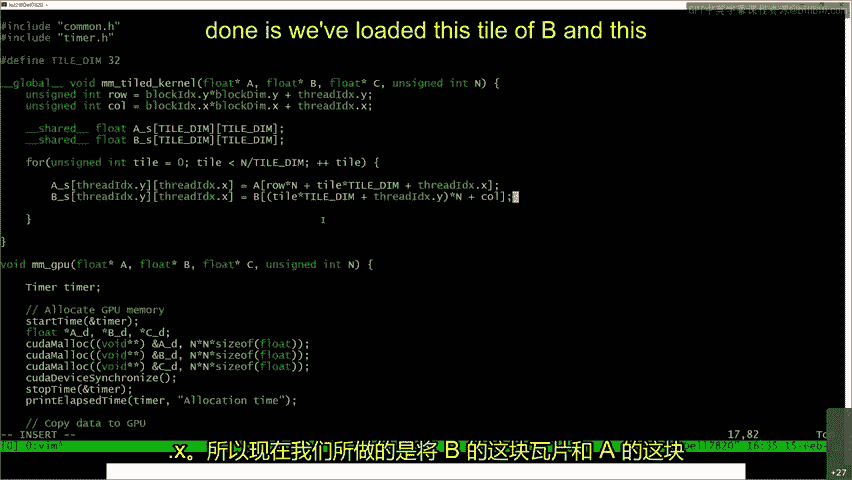 done is we've loaded this tile of B and this
#include "common.h"
#include "timer.h"
#define TILE_DIM 32
__global__ void mm_tiled_kernel(float* A, float* B, float* C, unsigned int N) {
unsigned int row = blockIdx.y*blockDim.y + threadIdx.y;
unsigned int col = blockIdx.x*blockDim.x + threadIdx.x;
__shared__ float A_s[TILE_DIM][TILE_DIM];
__shared__ float B_s[TILE_DIM][TILE_DIM];
for(unsigned int tile = 0; tile < N/TILE_DIM; ++ tile) {
A_s[threadIdx.y][threadIdx.x] = A[row*N + tile*TILE_DIM + threadIdx.x];
B_s[threadIdx.y][threadIdx.x] = B[(tile*TILE_DIM + threadIdx.y)*N + col];
}
}
void mm_gpu(float* A, float* B, float* C, unsigned int N) {
Timer timer;
// Allocate GPU memory
startTime(&timer);
float *A_d, *B_d, *C_d;
cudaMalloc((void**) &A_d, N*N*sizeof(float));
cudaMalloc((void**) &B_d, N*N*sizeof(float));
cudaMalloc((void**) &C_d, N*N*sizeof(float));
cudaDeviceSynchronize();
stopTime(&timer);
printElapsedTime(timer, "Allocation time");
// Copy data to GPU
-- INSERT -- 17,82
.x。所以现在我们所做的是将 B 的这块瓦片和 A 的这块
[0] 0:vim* 16:35 15-Feb-
+27